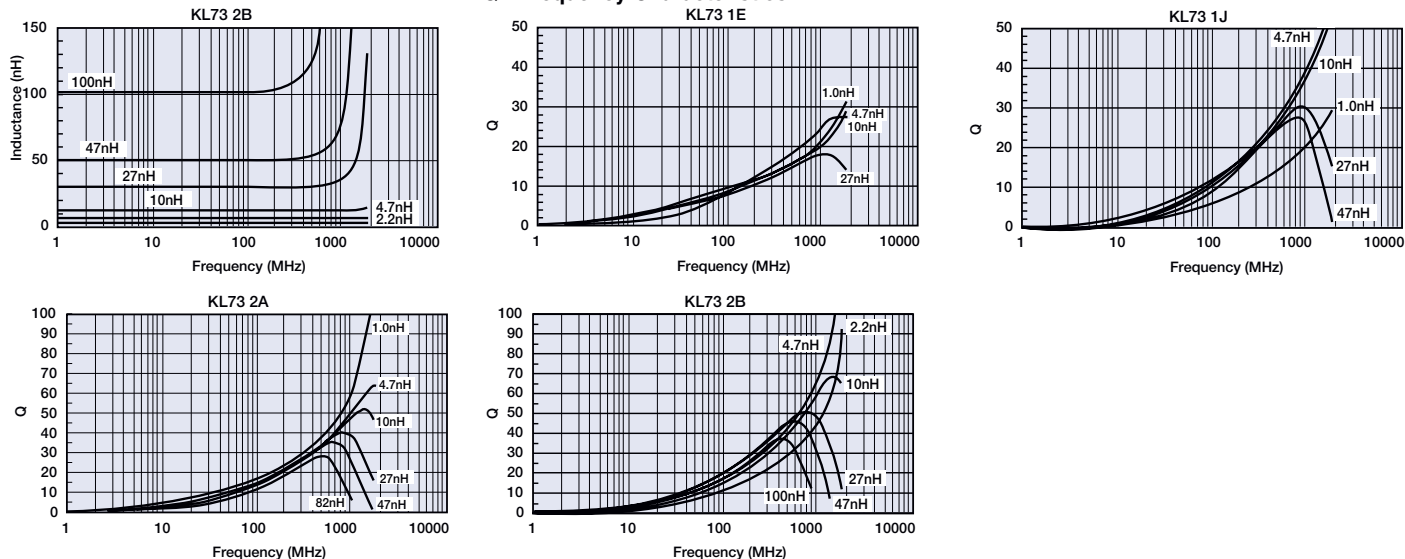 KL73 2B
Inductance (nH)
150
100
50
0
100nH
47nH
27nH
10nH
4.7nH
2.2nH
1
10
100
1000
10000
Frequency (MHz)
KL73 1E
Q
50
40
30
20
10
0
1.0nH
4.7nH
10nH
27nH
1
10
100
1000
10000
Frequency (MHz)
KL73 1J
Q
50
40
30
20
10
0
4.7nH
10nH
1.0nH
27nH
47nH
1
10
100
1000
10000
Frequency (MHz)
KL73 2A
Q
100
90
80
70
60
50
40
30
20
10
0
1.0nH
4.7nH
10nH
27nH
47nH
82nH
1
10
100
1000
10000
Frequency (MHz)
KL73 2B
Q
100
90
80
70
60
50
40
30
20
10
0
2.2nH
4.7nH
10nH
27nH
47nH
100nH
1
10
100
1000
10000
Frequency (MHz)